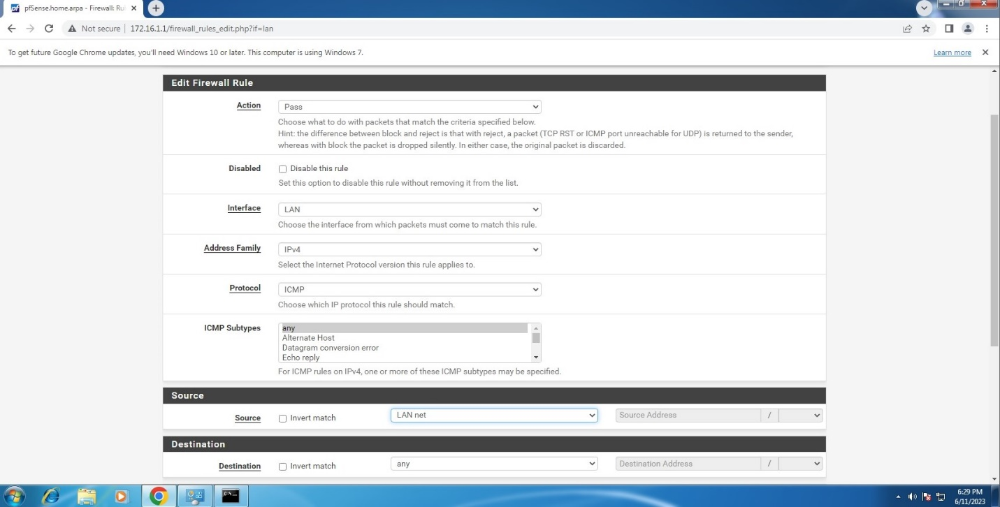 pfSense.home.arpa - Firewall: Ru
Not secure | 172.16.1.1/firewall_rules_edit.php?if=lan
To get future Google Chrome updates, you'll need Windows 10 or later. This computer is using Windows 7.
Learn more
Edit Firewall Rule
Action
Pass
Choose what to do with packets that match the criteria specified below.
Hint: the difference between block and reject is that with reject, a packet (TCP RST or ICMP port unreachable for UDP) is returned to the sender,
whereas with block the packet is dropped silently. In either case, the original packet is discarded.
Disabled
Disable this rule
Set this option to disable this rule without removing it from the list.
Interface
LAN
Choose the interface from which packets must come to match this rule.
Address Family
IPv4
Select the Internet Protocol version this rule applies to.
Protocol
ICMP
Choose which IP protocol this rule should match.
ICMP Subtypes
any
Alternate Host
Datagram conversion error
Echo reply
For ICMP rules on IPv4, one or more of these ICMP subtypes may be specified.
Source
Source
Invert match
LAN net
Source Address
/
Destination
Destination
Invert match
any
Destination Address
/
6:29 PM
6/11/2023